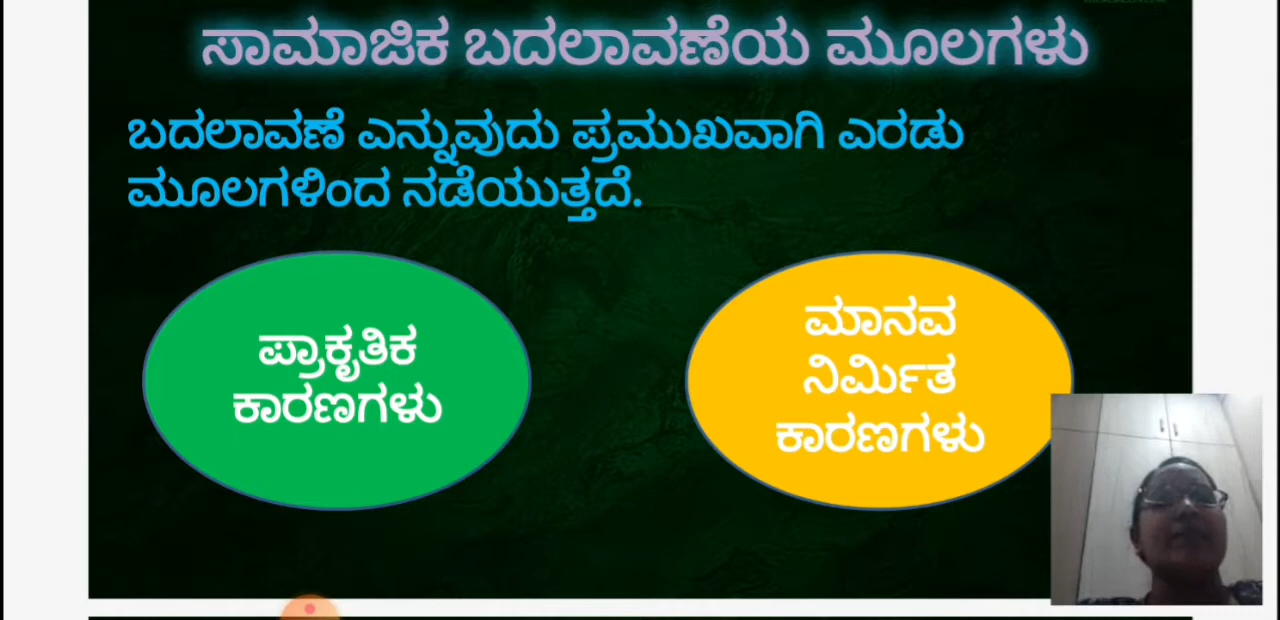 ಸಾಮಾಜಿಕ ಬದಲಾವಣೆಯ ಮೂಲಗಳು
ಬದಲಾವಣೆ ಎನ್ನುವುದು ಪ್ರಮುಖವಾಗಿ ಎರಡು
ಮೂಲಗಳಿಂದ ನಡೆಯುತ್ತದೆ.
ಪ್ರಾಕೃತಿಕ
ಕಾರಣಗಳು
ಮಾನವ
ನಿರ್ಮಿತ
ಕಾರಣಗಳು